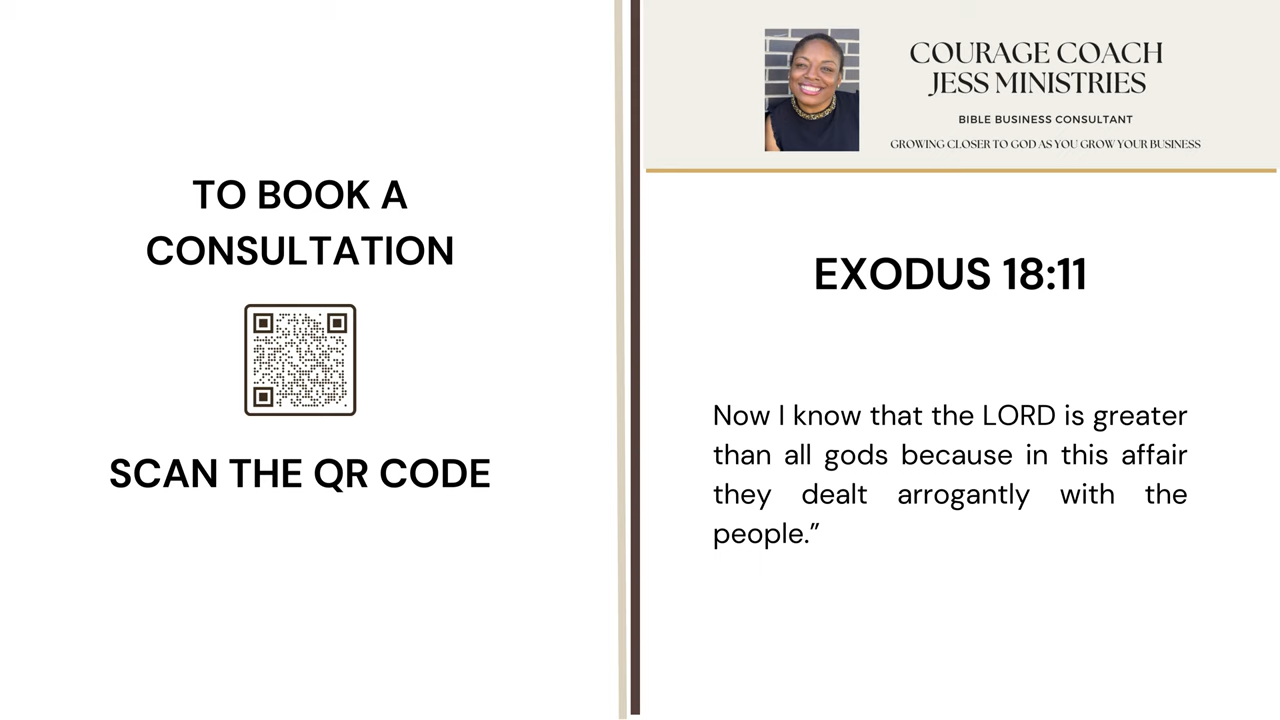 TO BOOK A
CONSULTATION
SCAN THE QR CODE
COURAGE COACH
JESS MINISTRIES
BIBLE BUSINESS CONSULTANT
GROWING CLOSER TO GOD AS YOU GROW YOUR BUSINESS
EXODUS 18:11
Now I know that the LORD is greater
than all gods because in this affair
they dealt arrogantly with the
people.”